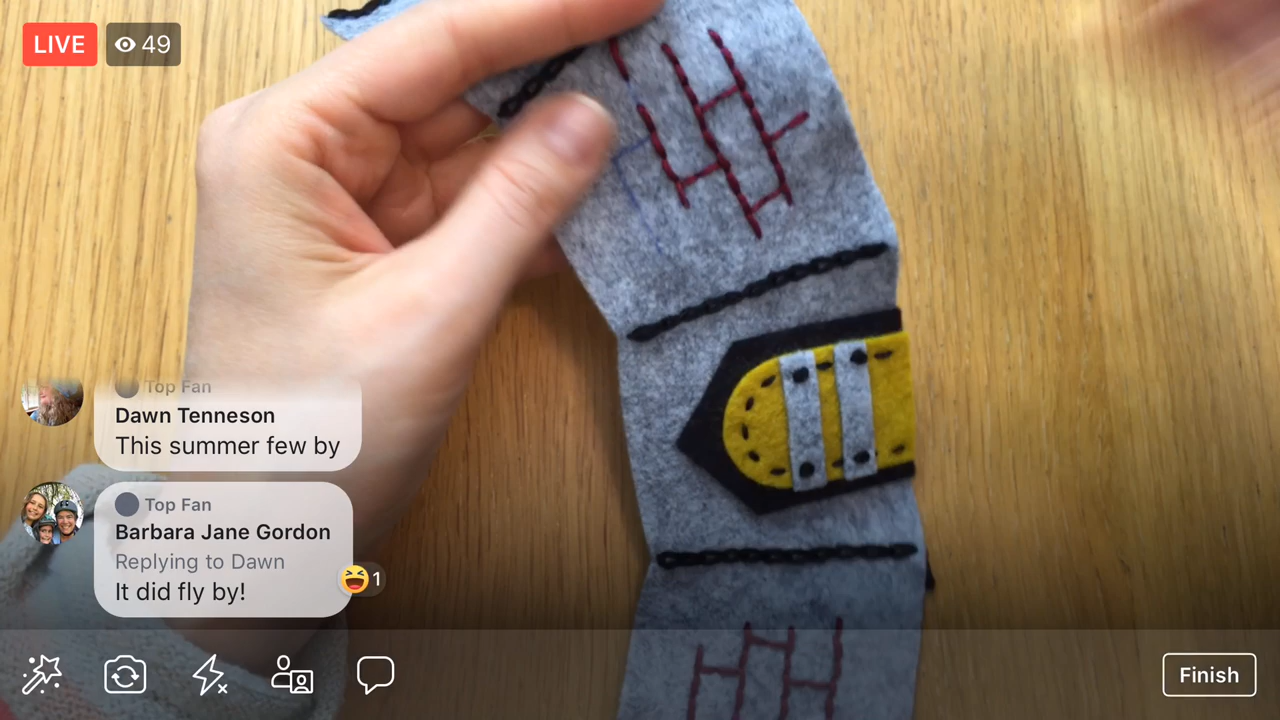 LIVE 49
Top Fan
Dawn Tenneson
This summer few by
Top Fan
Barbara Jane Gordon
Replying to Dawn
It did fly by!
1
Finish